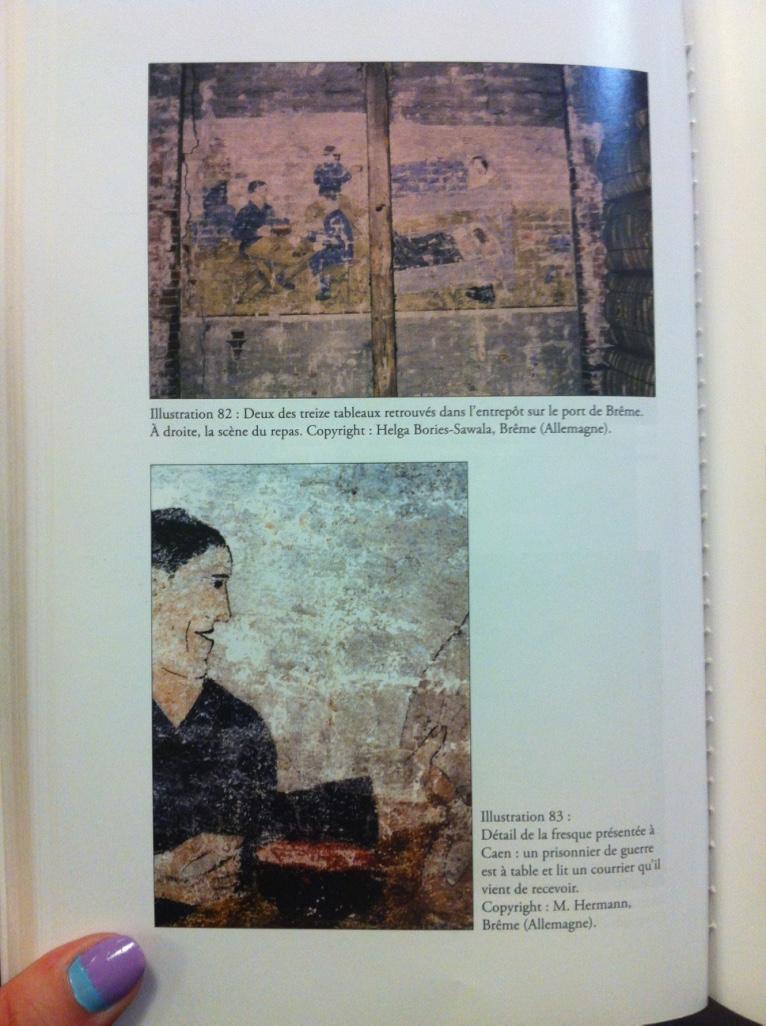 Illustration 82 : Deux des treize tableaux retrouvés dans l'entrepôt sur le port de Brême.
À droite, la scène du repas. Copyright : Helga Bories-Sawala, Brême (Allemagne).
Illustration 83 :
Détail de la fresque présentée à
Caen : un prisonnier de guerre
est à table et lit un courrier qu'il
vient de recevoir.
Copyright : M. Hermann,
Brême (Allemagne).